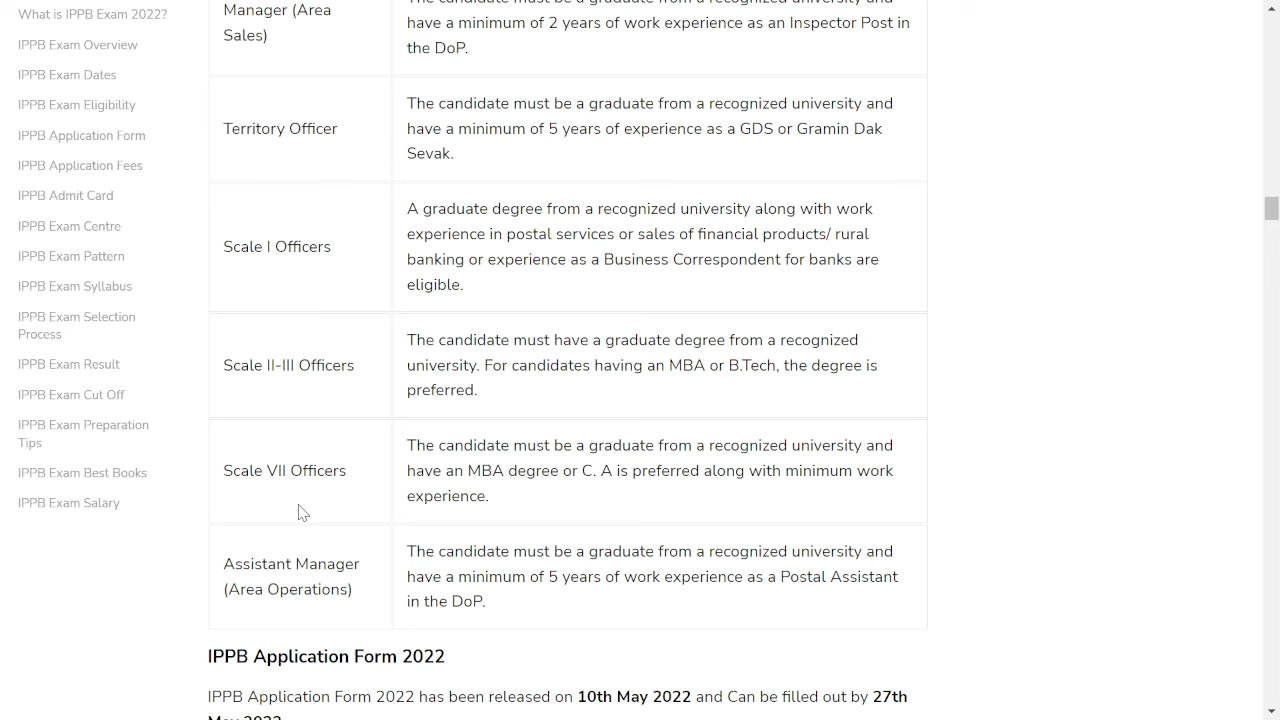 What is IPPB Exam 2022?
IPPB Exam Overview
IPPB Exam Dates
IPPB Exam Eligibility
IPPB Application Form
IPPB Application Fees
IPPB Admit Card
IPPB Exam Centre
IPPB Exam Pattern
IPPB Exam Syllabus
IPPB Exam Selection
Process
IPPB Exam Result
IPPB Exam Cut Off
IPPB Exam Preparation
Tips
IPPB Exam Best Books
IPPB Exam Salary
Manager (Area
Sales)
The candidate must be a graduate from a recognized university and
have a minimum of 2 years of work experience as an Inspector Post in
the DoP.
Territory Officer
The candidate must be a graduate from a recognized university and
have a minimum of 5 years of experience as a GDS or Gramin Dak
Sevak.
Scale I Officers
A graduate degree from a recognized university along with work
experience in postal services or sales of financial products/ rural
banking or experience as a Business Correspondent for banks are
eligible.
Scale II-III Officers
The candidate must have a graduate degree from a recognized
university. For candidates having an MBA or B.Tech, the degree is
preferred.
Scale VII Officers
The candidate must be a graduate from a recognized university and
have an MBA degree or C. A is preferred along with minimum work
experience.
Assistant Manager
(Area Operations)
The candidate must be a graduate from a recognized university and
have a minimum of 5 years of work experience as a Postal Assistant
in the DoP.
IPPB Application Form 2022
IPPB Application Form 2022 has been released on 10th May 2022 and Can be filled out by 27th
May 2022